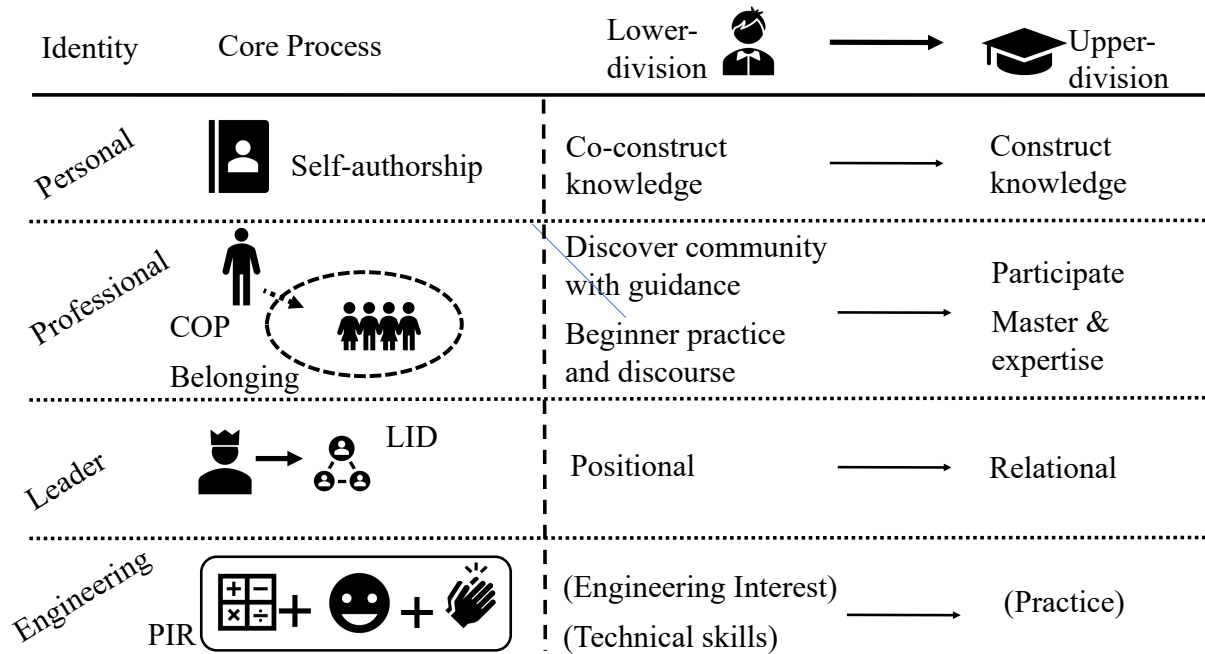 Identity
Core Process
Lower-
division
Upper-
division
Personal
Self-authorship
Co-construct
knowledge
Construct
knowledge
Professional
COP
Belonging
Discover community
with guidance
Beginner practice
and discourse
Participate
Master &
expertise
Leader
LID
Positional
Relational
Engineering
PIR
+ −
× ÷
+
+
(Engineering Interest)
(Technical skills)
(Practice)